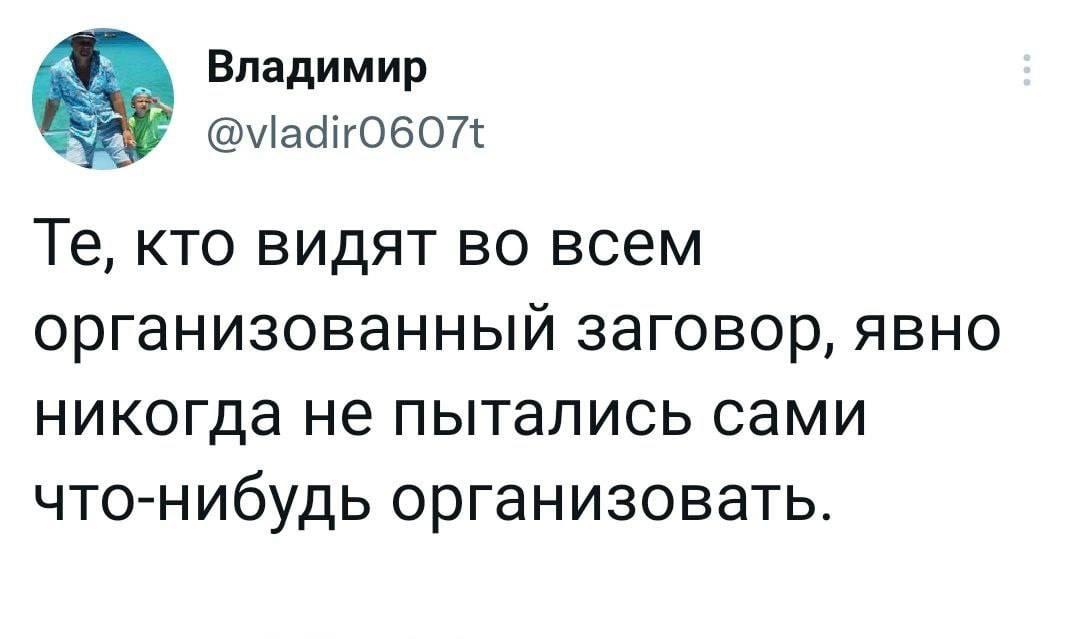 Владимир
@vladir0607t
Те, кто видят во всем
организованный заговор, явно
никогда не пытались сами
что-нибудь организовать.